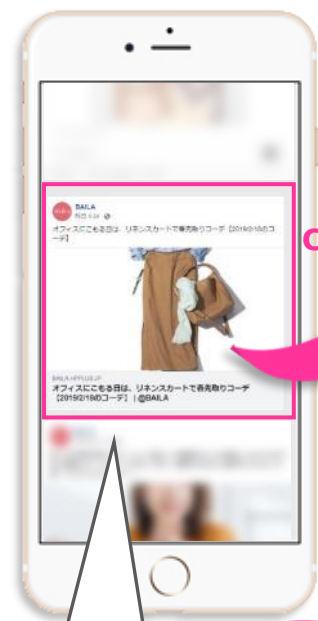 BAILA
オフィスにこもる日は、リネンスカートで春先取りコーデ【2019/2/19のコ
ーデ】
BAILA.HPPLUS.JP
オフィスにこもる日は、リネンスカートで春先取りコーデ
【2019/2/19のコーデ】 | @BAILA